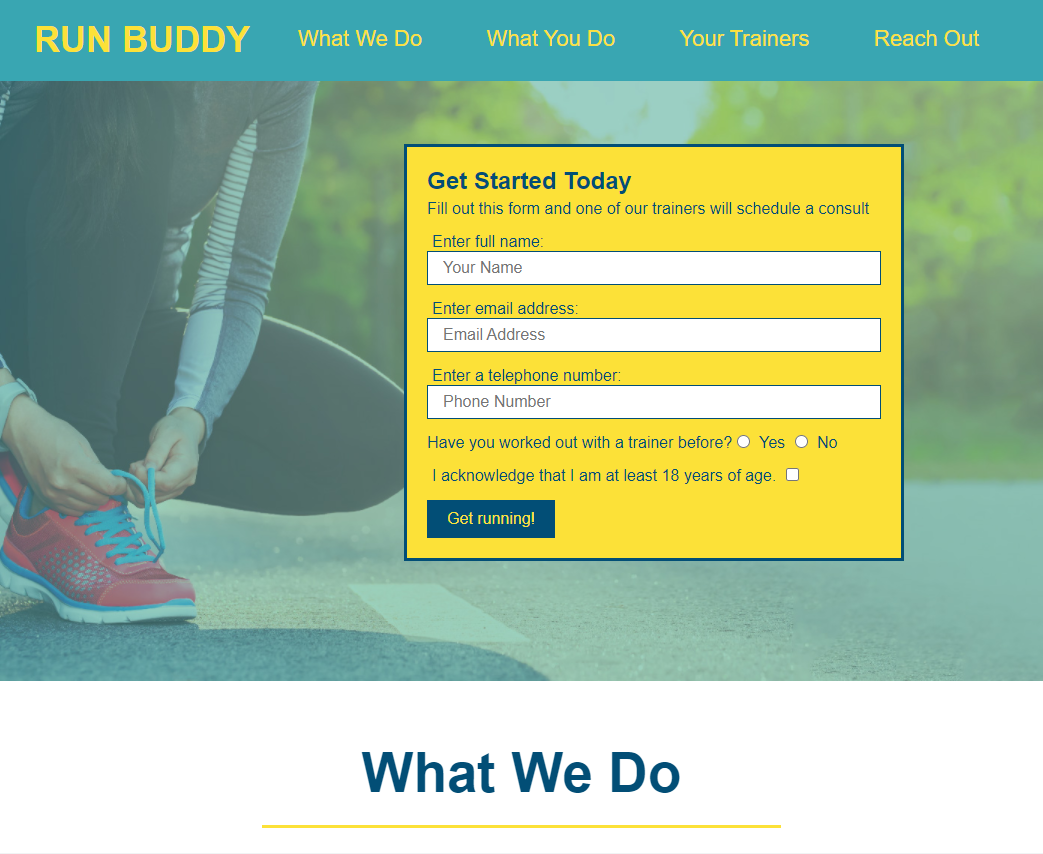 RUN BUDDY What We Do What You Do Your Trainers Reach Out
Get Started Today
Fill out this form and one of our trainers will schedule a consult
Enter full name:
Your Name
Enter email address:
Email Address
Enter a telephone number:
Phone Number
Have you worked out with a trainer before? Yes No
I acknowledge that I am at least 18 years of age.
Get running!
What We Do